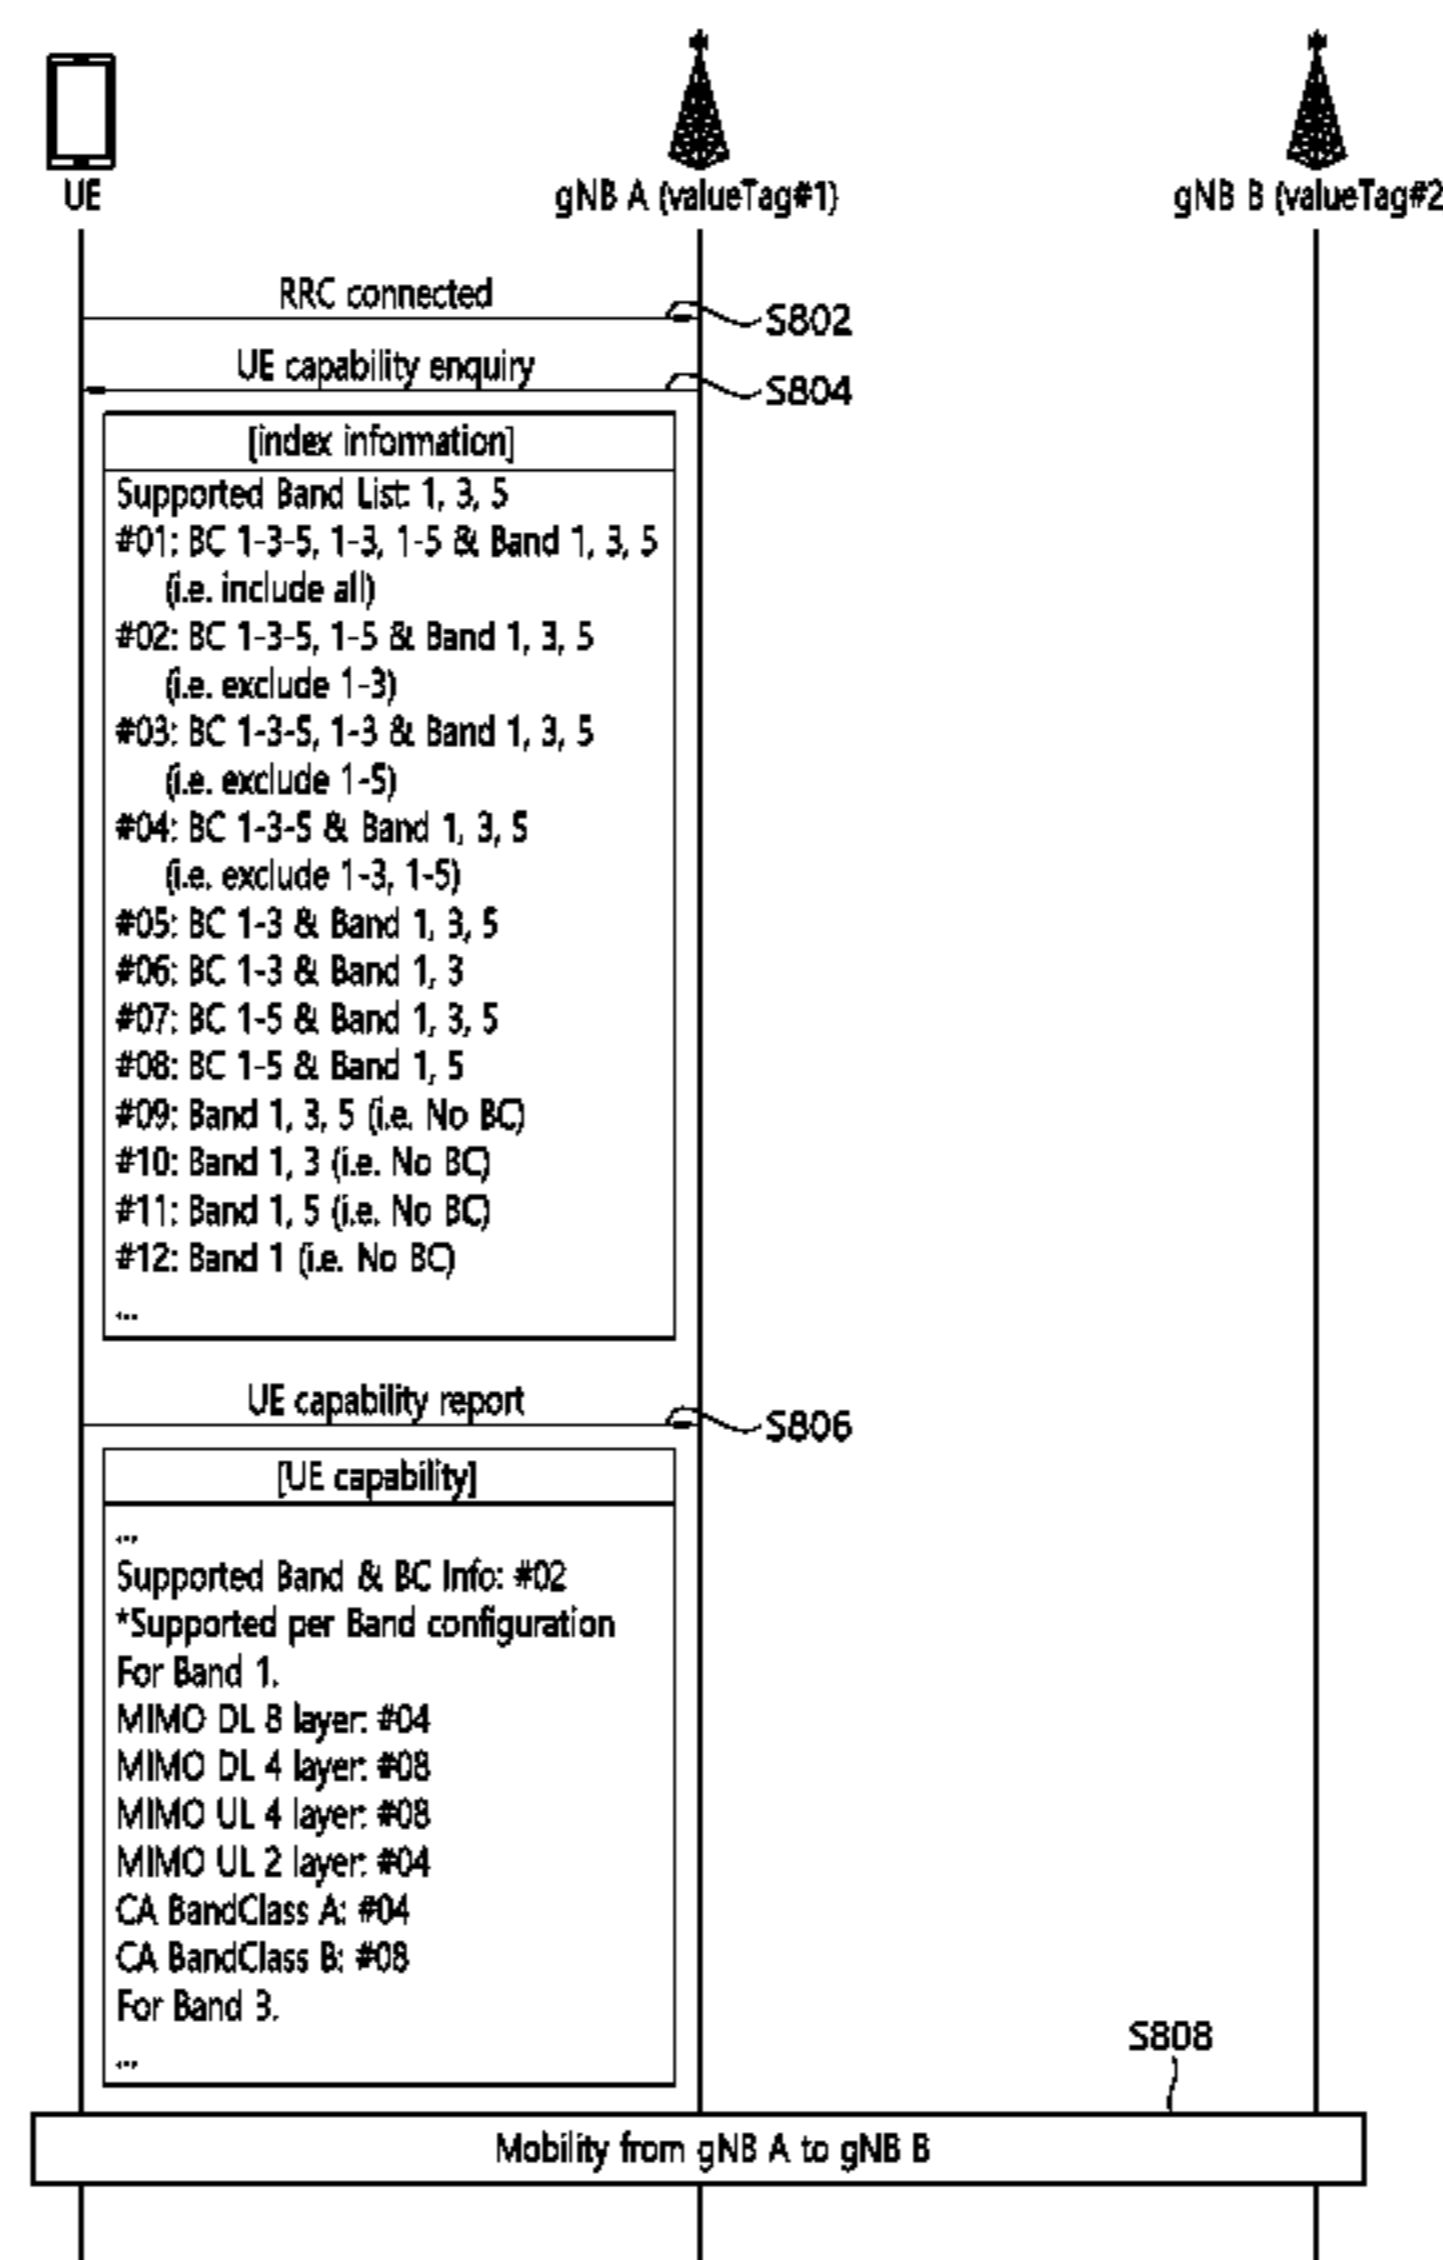 UE
gNB A (valueTag#1)
gNB B (valueTag#2
RRC connected
S802
UE capability enquiry
S804
[index information]
Supported Band List: 1, 3, 5
#01: BC 1-3-5, 1-3, 1-5 & Band 1, 3, 5
(i.e. include all)
#02: BC 1-3-5, 1-5 & Band 1, 3, 5
(i.e. exclude 1-3)
#03: BC 1-3-5, 1-3 & Band 1, 3, 5
(i.e. exclude 1-5)
#04: BC 1-3-5 & Band 1, 3, 5
(i.e. exclude 1-3, 1-5)
#05: BC 1-3 & Band 1, 3, 5
#06: BC 1-3 & Band 1, 3
#07: BC 1-5 & Band 1, 3, 5
#08: BC 1-5 & Band 1, 5
#09: Band 1, 3, 5 (i.e. No BC)
#10: Band 1, 3 (i.e. No BC)
#11: Band 1, 5 (i.e. No BC)
#12: Band 1 (i.e. No BC)
...
UE capability report
S806
[UE capability]
...
Supported Band & BC Info: #02
*Supported per Band configuration
For Band 1.
MIMO DL 8 layer: #04
MIMO DL 4 layer: #08
MIMO UL 4 layer: #08
MIMO UL 2 layer: #04
CA BandClass A: #04
CA BandClass B: #08
For Band 3.
...
S808
Mobility from gNB A to gNB B